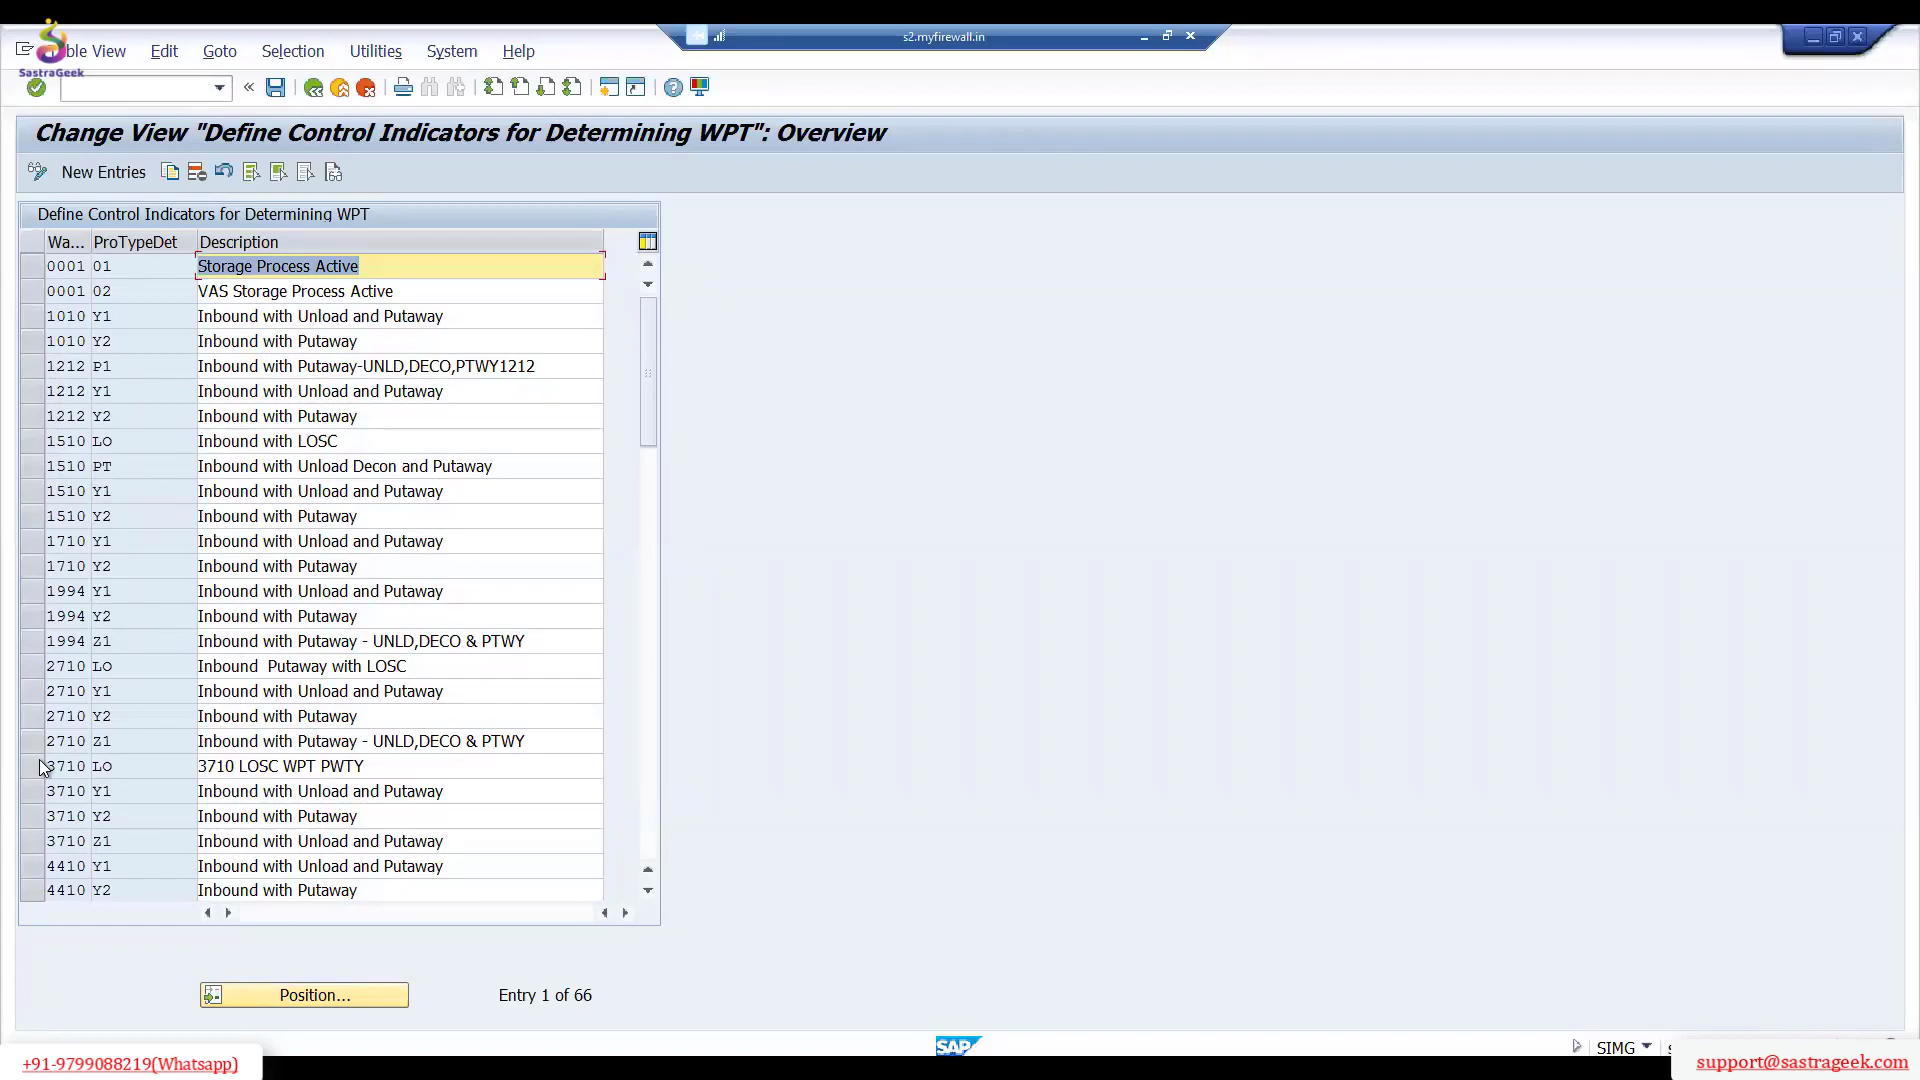 s2.myfirewall.in
ble View Edit Goto Selection Utilities System Help
SastraGeek
Change View "Define Control Indicators for Determining WPT": Overview
New Entries
Define Control Indicators for Determining WPT
Wa... ProTypeDet Description
0001 01 Storage Process Active
0001 02 VAS Storage Process Active
1010 Y1 Inbound with Unload and Putaway
1010 Y2 Inbound with Putaway
1212 P1 Inbound with Putaway-UNLD,DECO,PTWY1212
1212 Y1 Inbound with Unload and Putaway
1212 Y2 Inbound with Putaway
1510 LO Inbound with LOSC
1510 PT Inbound with Unload Decon and Putaway
1510 Y1 Inbound with Unload and Putaway
1510 Y2 Inbound with Putaway
1710 Y1 Inbound with Unload and Putaway
1710 Y2 Inbound with Putaway
1994 Y1 Inbound with Unload and Putaway
1994 Y2 Inbound with Putaway
1994 Z1 Inbound with Putaway - UNLD,DECO & PTWY
2710 LO Inbound  Putaway with LOSC
2710 Y1 Inbound with Unload and Putaway
2710 Y2 Inbound with Putaway
2710 Z1 Inbound with Putaway - UNLD,DECO & PTWY
3710 LO 3710 LOSC WPT PWTY
3710 Y1 Inbound with Unload and Putaway
3710 Y2 Inbound with Putaway
3710 Z1 Inbound with Unload and Putaway
4410 Y1 Inbound with Unload and Putaway
4410 Y2 Inbound with Putaway
Position... Entry 1 of 66
SAP
SIMG
+91-9799088219(Whatsapp)
support@sastrageek.com